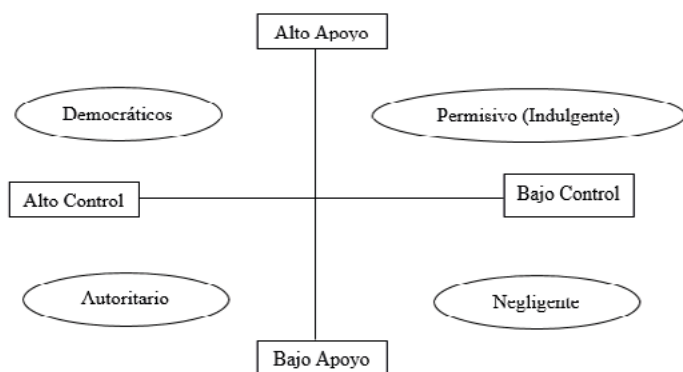 Alto Apoyo
Democráticos
Permisivo (Indulgente)
Alto Control
Bajo Control
Autoritario
Negligente
Bajo Apoyo